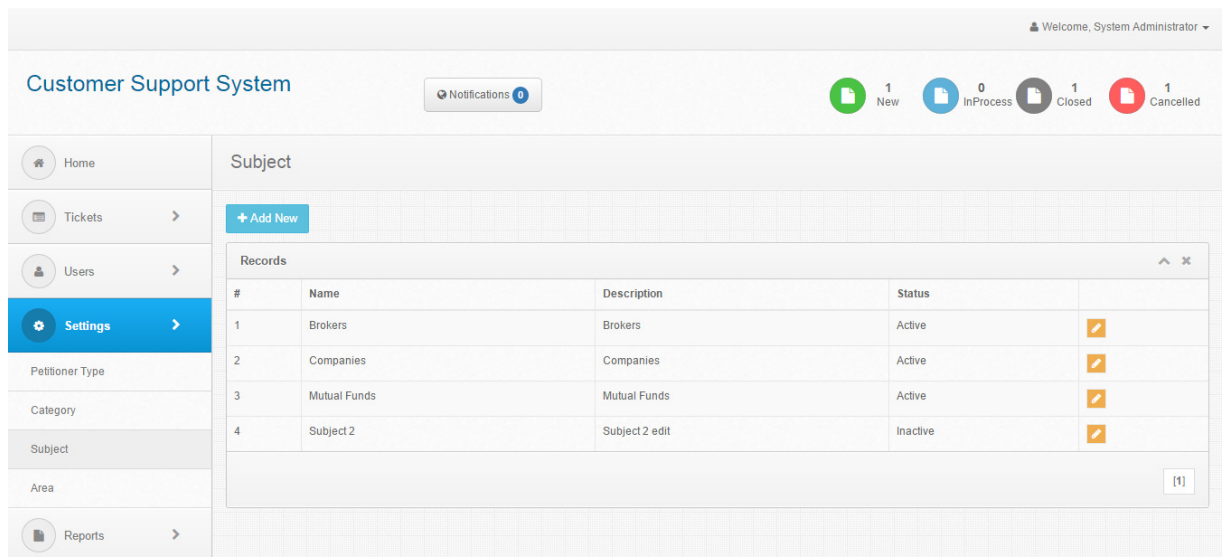 Welcome, System Administrator
Customer Support System
Notifications 0
1 New
0 InProcess
1 Closed
1 Cancelled
Home
Tickets
Users
Settings
Petitioner Type
Category
Subject
Area
Reports
Subject
+ Add New
Records
# Name Description Status
1 Brokers Brokers Active
2 Companies Companies Active
3 Mutual Funds Mutual Funds Active
4 Subject 2 Subject 2 edit Inactive
[1]